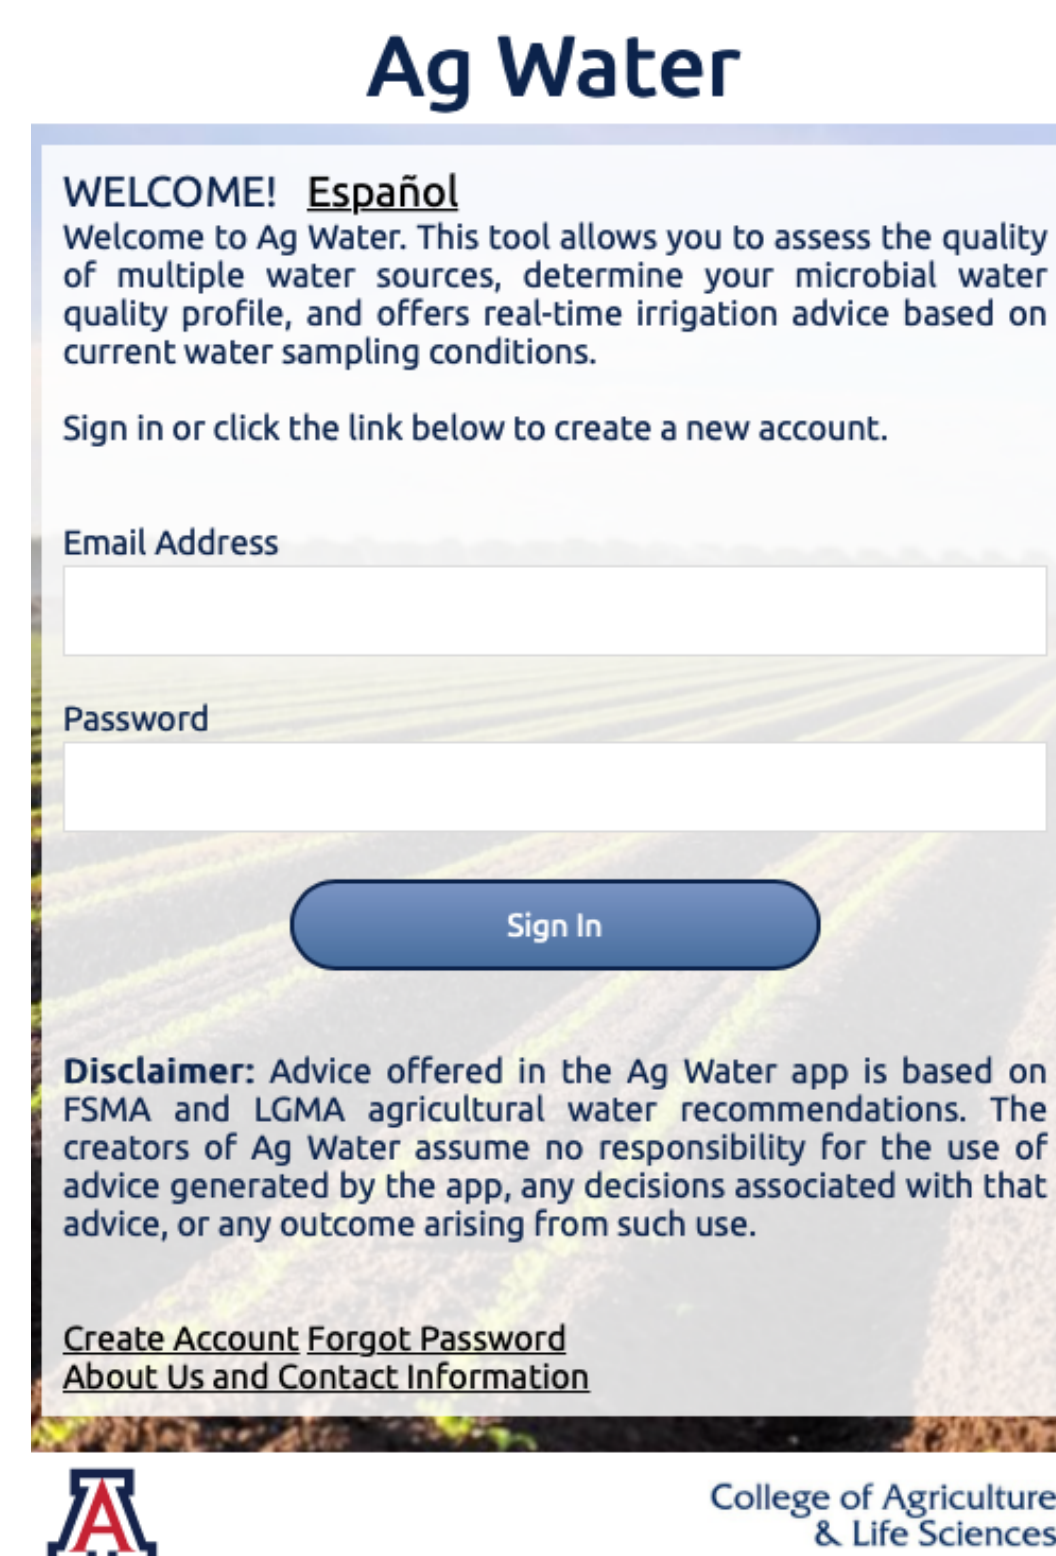 Ag Water
WELCOME! Español
Welcome to Ag Water. This tool allows you to assess the quality
of multiple water sources, determine your microbial water
quality profile, and offers real-time irrigation advice based on
current water sampling conditions.
Sign in or click the link below to create a new account.
Email Address
Password
Sign In
Disclaimer: Advice offered in the Ag Water app is based on
FSMA and LGMA agricultural water recommendations. The
creators of Ag Water assume no responsibility for the use of
advice generated by the app, any decisions associated with that
advice, or any outcome arising from such use.
Create Account Forgot Password
About Us and Contact Information
A
College of Agriculture
& Life Sciences